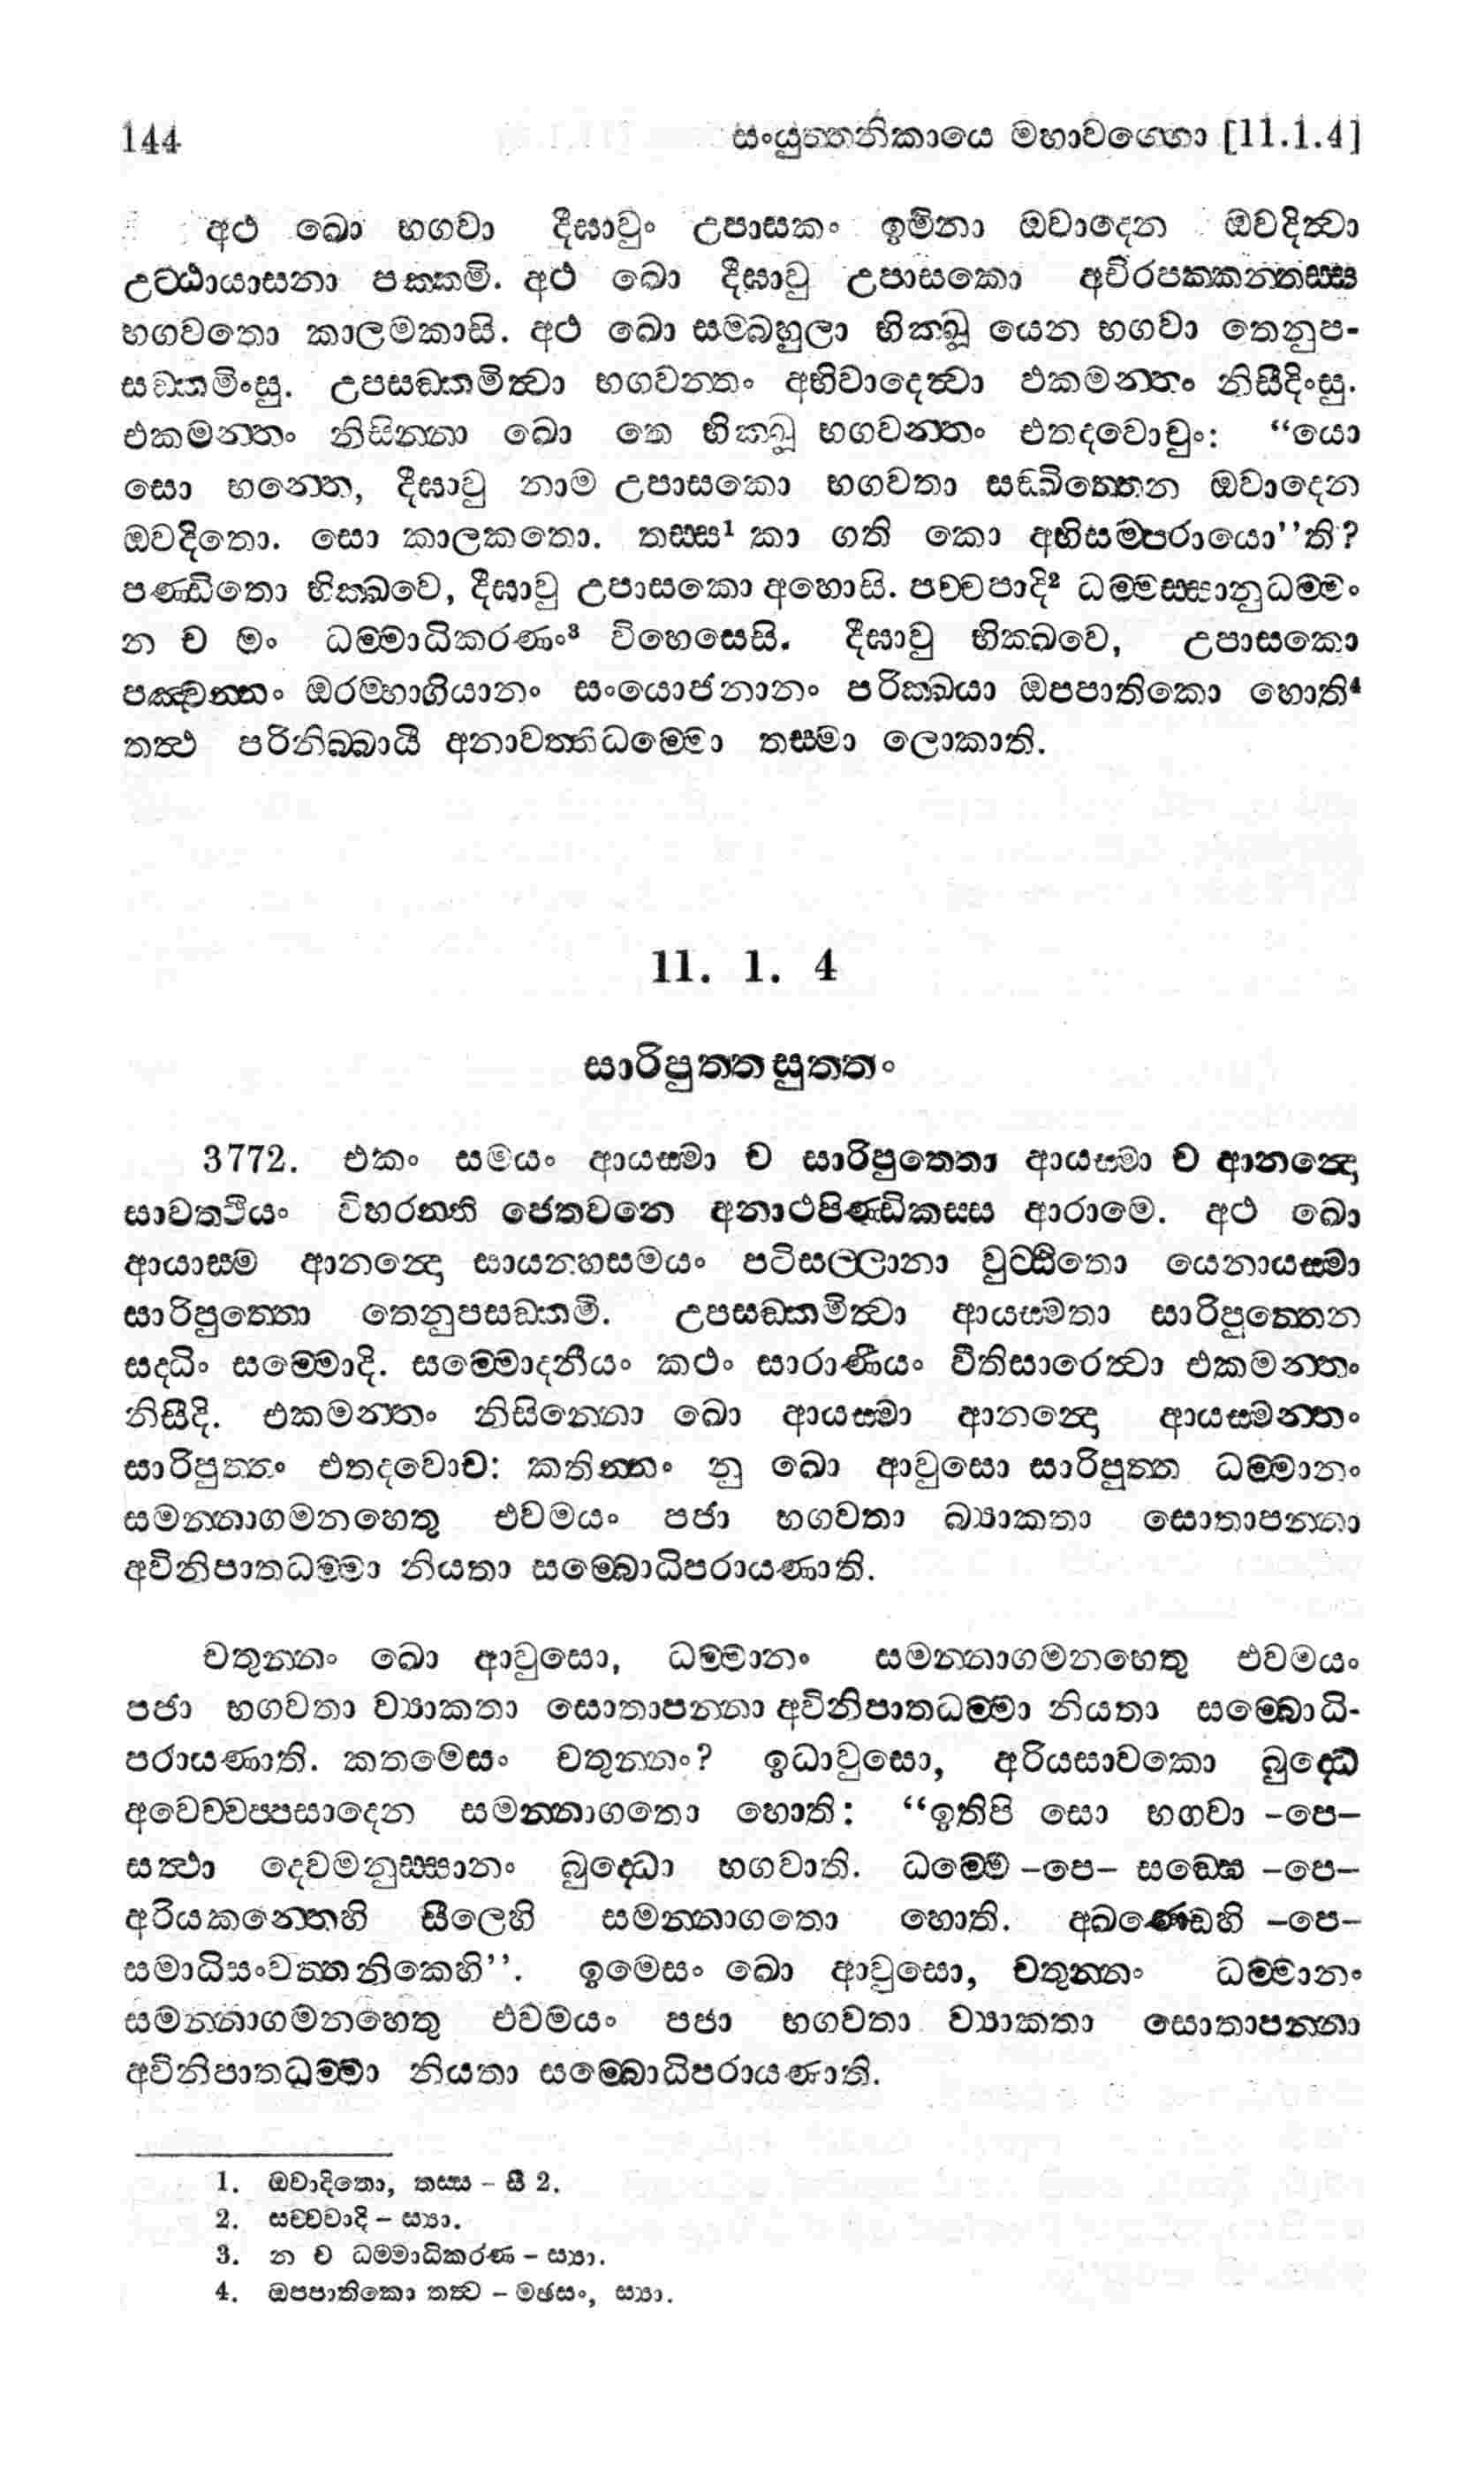 144 සංයුත්තනිකායෙ මහාවග්ගො [11.1.4]
අථ ඛො භගවා දීඝාවුං උපාසකං ඉමිනා ඔවාදෙන ඔවදිත්වා
උට්ඨායාසනා පක්කමි. අථ ඛො දීඝාවු උපාසකො අචිරපක්කන්තස්ස
භගවතො කාලමකාසි. අථ ඛො සම්බහුලා භික්ඛූ යෙන භගවා තෙනුප-
සඞ්කමිංසු. උපසඞ්කමිත්වා භගවන්තං අභිවාදෙත්වා එකමන්තං නිසීදිංසු.
එකමන්තං නිසින්නා ඛො තෙ භික්ඛූ භගවන්තං එතදවොචුං: “යො
සො භන්තෙ, දීඝාවු නාම උපාසකො භගවතා සඞ්ඛිත්තෙන ඔවාදෙන
ඔවදිතො. සො කාලකතො. තස්ස¹ කා ගති කො අභිසම්පරායො’’ති?
පණ්ඩිතො භික්ඛවෙ, දීඝාවු උපාසකො අහොසි. පච්චපාදි² ධම්මස්සානුධම්මං
න ච මං ධම්මාධිකරණං³ විහෙසෙසි. දීඝාවු භික්ඛවෙ, උපාසකො
පඤ්චන්නං ඔරම්භාගියානං සංයොජනානං පරික්ඛයා ඔපපාතිකො හොති⁴
තත්ථ පරිනිබ්බායී අනාවත්තිධම්මො තස්මා ලොකාති.
11. 1. 4
සාරිපුත්තසුත්තං
3772. එකං සමයං ආයස්මා ච සාරිපුත්තො ආයස්මා ච ආනන්දො
සාවත්ථියං විහරන්ති ජෙතවනෙ අනාථපිණ්ඩිකස්ස ආරාමෙ. අථ ඛො
ආයාස්ම ආනන්දො සායන්හසමයං පටිසල්ලානා වුට්ඨිතො යෙනායස්මා
සාරිපුත්තො තෙනුපසඞ්කමි. උපසඞ්කමිත්වා ආයස්මතා සාරිපුත්තෙන
සද්ධිං සම්මොදි. සම්මොදනීයං කථං සාරාණීයං වීතිසාරෙත්වා එකමන්තං
නිසීදි. එකමන්තං නිසින්නො ඛො ආයස්මා ආනන්දො ආයස්මන්තං
සාරිපුත්තං එතදවොච: කතින්නං නු ඛො ආවුසො සාරිපුත්ත ධම්මානං
සමන්නාගමනහෙතු එවමයං පජා භගවතා බ්‍යාකතා සොතාපන්නා
අවිනිපාතධම්මා නියතා සම්බොධිපරායණාති.
චතුන්නං ඛො ආවුසො, ධම්මානං සමන්නාගමනහෙතු එවමයං
පජා භගවතා ව්‍යාකතා සොතාපන්නා අවිනිපාතධම්මා නියතා සම්බොධි-
පරායණාති. කතමෙසං චතුන්නං? ඉධාවුසො, අරියසාවකො බුද්ධෙ
අවෙච්චප්පසාදෙන සමන්නාගතො හොති: “ඉතිපි සො භගවා –පෙ–
සත්ථා දෙවමනුස්සානං බුද්ධො භගවාති. ධම්මෙ –පෙ– සඞ්ඝෙ –පෙ–
අරියකන්තෙහි සීලෙහි සමන්නාගතො හොති. අඛණ්ඩෙහි –පෙ–
සමාධිසංවත්තනිකෙහි’’. ඉමෙසං ඛො ආවුසො, චතුන්නං ධම්මානං
සමන්නාගමනහෙතු එවමයං පජා භගවතා ව්‍යාකතා සොතාපන්නා
අවිනිපාතධම්මා නියතා සම්බොධිපරායණාති.
1. ඔවාදිතො, තස්ස – සී 2.
2. සච්චවාදි – ස්‍යා.
3. න ච ධම්මාධිකරණ – ස්‍යා.
4. ඔපපාතිකො තත්ව – මඡසං, ස්‍යා.